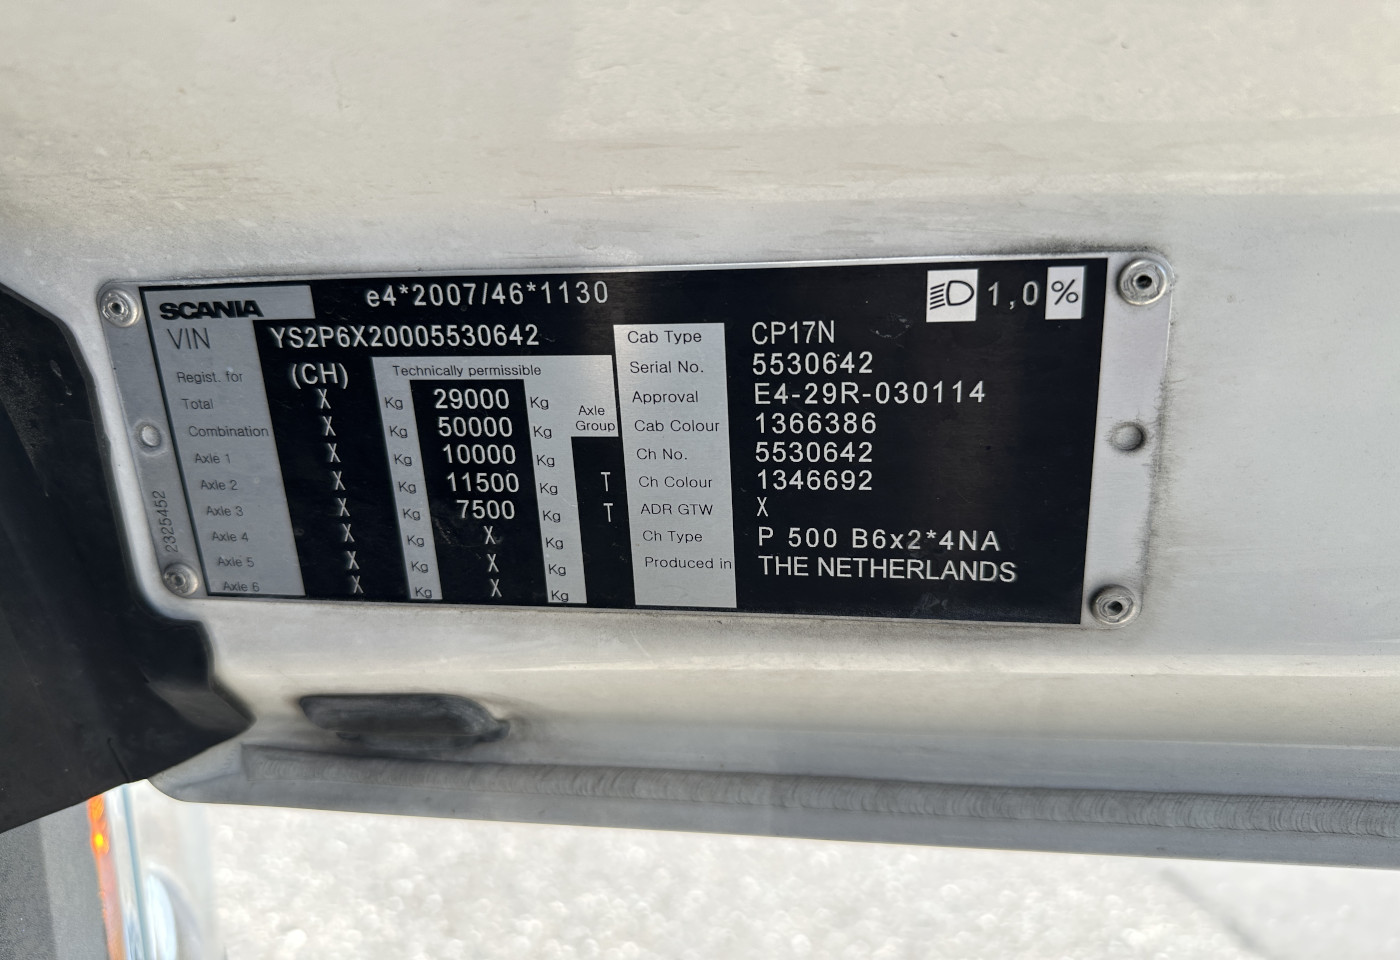 SCANIA e4*2007/46*1130 1,0 %
VIN YS2P6X20005530642
Regist. for (CH) Technically permissible
Total X Kg 29000 Kg
Combination X Kg 50000 Kg Axle Group
Axle 1 X Kg 10000 Kg
Axle 2 X Kg 11500 Kg T
Axle 3 X Kg 7500 Kg T
Axle 4 X Kg X Kg
Axle 5 X Kg X Kg
Axle 6 X Kg X Kg
Cab Type CP17N
Serial No. 5530642
Approval E4-29R-030114
Cab Colour 1366386
Ch No. 5530642
Ch Colour 1346692
ADR GTW X
Ch Type P 500 B6x2*4NA
Produced in THE NETHERLANDS
2325452